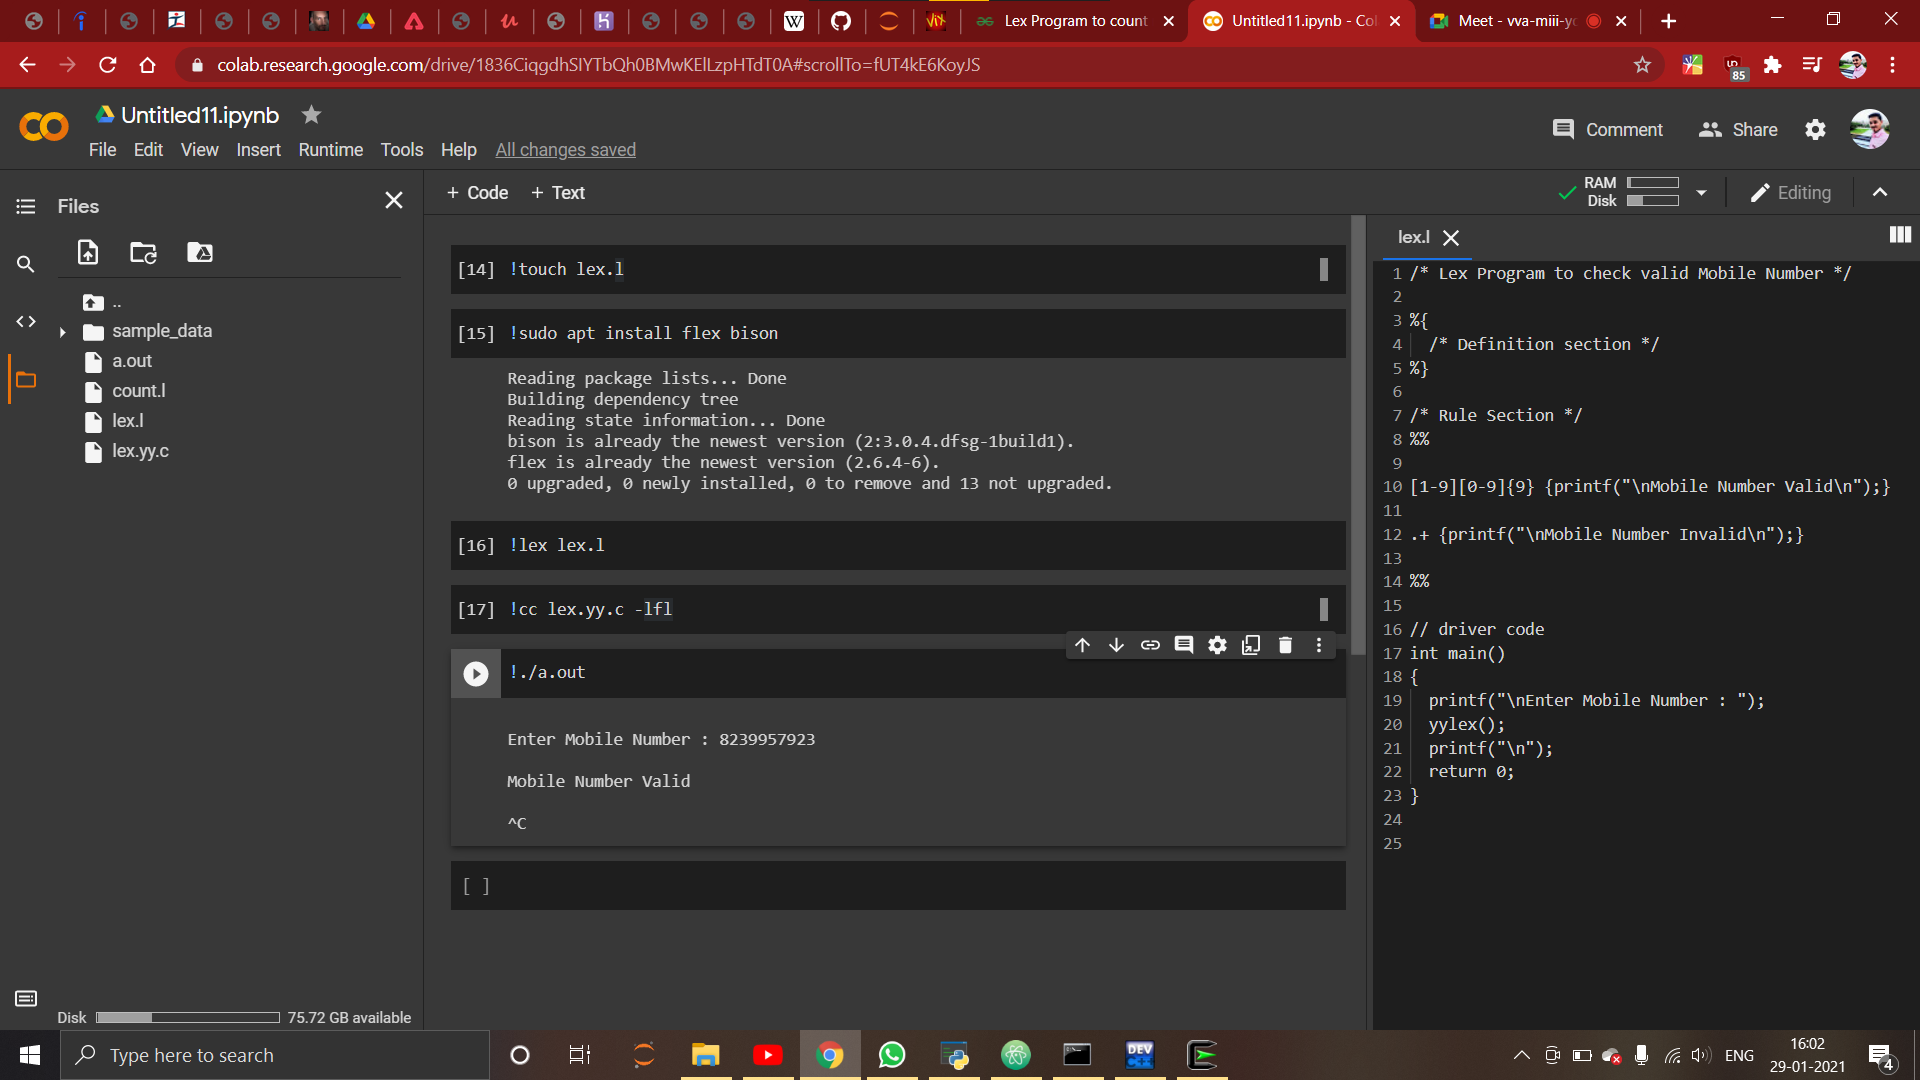 Lex Program to count
Untitled11.ipynb - Col
Meet - vva-miii-yo
colab.research.google.com/drive/1836CiqgdhSIYTbQh0BMwKElLzpHTdT0A#scrollTo=fUT4kE6KoyJS
85
Untitled11.ipynb
File Edit View Insert Runtime Tools Help All changes saved
Comment
Share
Files
+ Code + Text
RAM
Disk
Editing
..
sample_data
a.out
count.l
lex.l
lex.yy.c
Disk 75.72 GB available
[14] !touch lex.l
[15] !sudo apt install flex bison
Reading package lists... Done
Building dependency tree
Reading state information... Done
bison is already the newest version (2:3.0.4.dfsg-1build1).
flex is already the newest version (2.6.4-6).
0 upgraded, 0 newly installed, 0 to remove and 13 not upgraded.
[16] !lex lex.l
[17] !cc lex.yy.c -lfl
!./a.out
Enter Mobile Number : 8239957923
Mobile Number Valid
^C
[ ]
lex.l
1 /* Lex Program to check valid Mobile Number */
2
3 %{
4 /* Definition section */
5 %}
6
7 /* Rule Section */
8 %%
9
10 [1-9][0-9]{9} {printf("\nMobile Number Valid\n");}
11
12 .+ {printf("\nMobile Number Invalid\n");}
13
14 %%
15
16 // driver code
17 int main()
18 {
19 printf("\nEnter Mobile Number : ");
20 yylex();
21 printf("\n");
22 return 0;
23 }
24
25
Type here to search
DEV
C++
ENG
16:02
29-01-2021
4